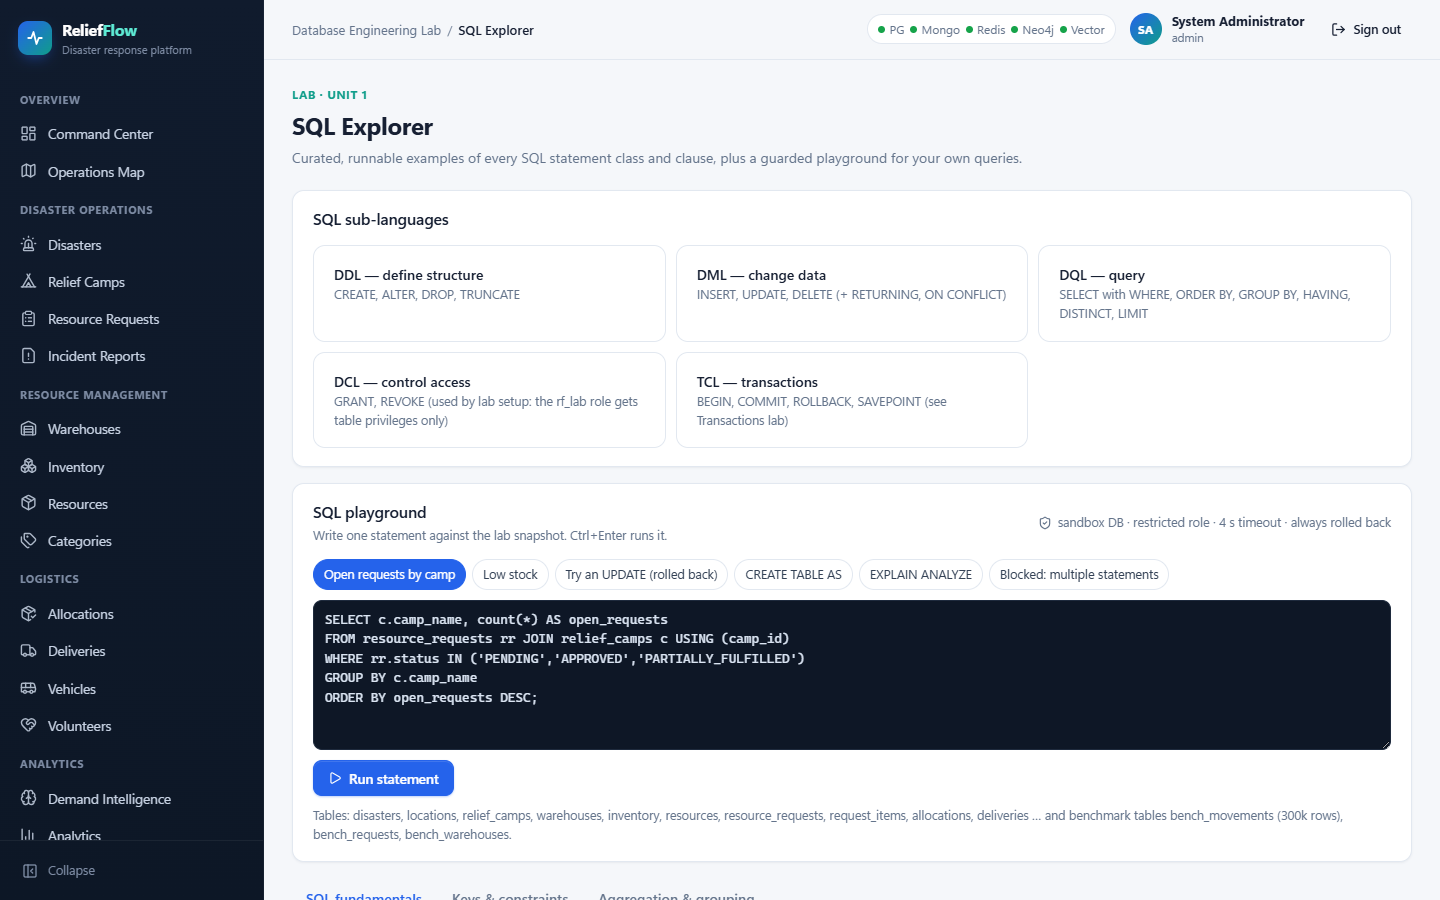 ReliefFlow
Disaster response platform
OVERVIEW
Command Center
Operations Map
DISASTER OPERATIONS
Disasters
Relief Camps
Resource Requests
Incident Reports
RESOURCE MANAGEMENT
Warehouses
Inventory
Resources
Categories
LOGISTICS
Allocations
Deliveries
Vehicles
Volunteers
ANALYTICS
Demand Intelligence
Analytics
Collapse
Database Engineering Lab / SQL Explorer
PG Mongo Redis Neo4j Vector
SA
System Administrator
admin
Sign out
LAB · UNIT 1
SQL Explorer
Curated, runnable examples of every SQL statement class and clause, plus a guarded playground for your own queries.
SQL sub-languages
DDL — define structure
CREATE, ALTER, DROP, TRUNCATE
DML — change data
INSERT, UPDATE, DELETE (+ RETURNING, ON CONFLICT)
DQL — query
SELECT with WHERE, ORDER BY, GROUP BY, HAVING,
DISTINCT, LIMIT
DCL — control access
GRANT, REVOKE (used by lab setup: the rf_lab role gets
table privileges only)
TCL — transactions
BEGIN, COMMIT, ROLLBACK, SAVEPOINT (see
Transactions lab)
SQL playground
Write one statement against the lab snapshot. Ctrl+Enter runs it.
sandbox DB · restricted role · 4 s timeout · always rolled back
Open requests by camp
Low stock
Try an UPDATE (rolled back)
CREATE TABLE AS
EXPLAIN ANALYZE
Blocked: multiple statements
SELECT c.camp_name, count(*) AS open_requests
FROM resource_requests rr JOIN relief_camps c USING (camp_id)
WHERE rr.status IN ('PENDING','APPROVED','PARTIALLY_FULFILLED')
GROUP BY c.camp_name
ORDER BY open_requests DESC;
Run statement
Tables: disasters, locations, relief_camps, warehouses, inventory, resources, resource_requests, request_items, allocations, deliveries … and benchmark tables bench_movements (300k rows),
bench_requests, bench_warehouses.
SQL fundamentals
Keys & constraints
Aggregation & grouping